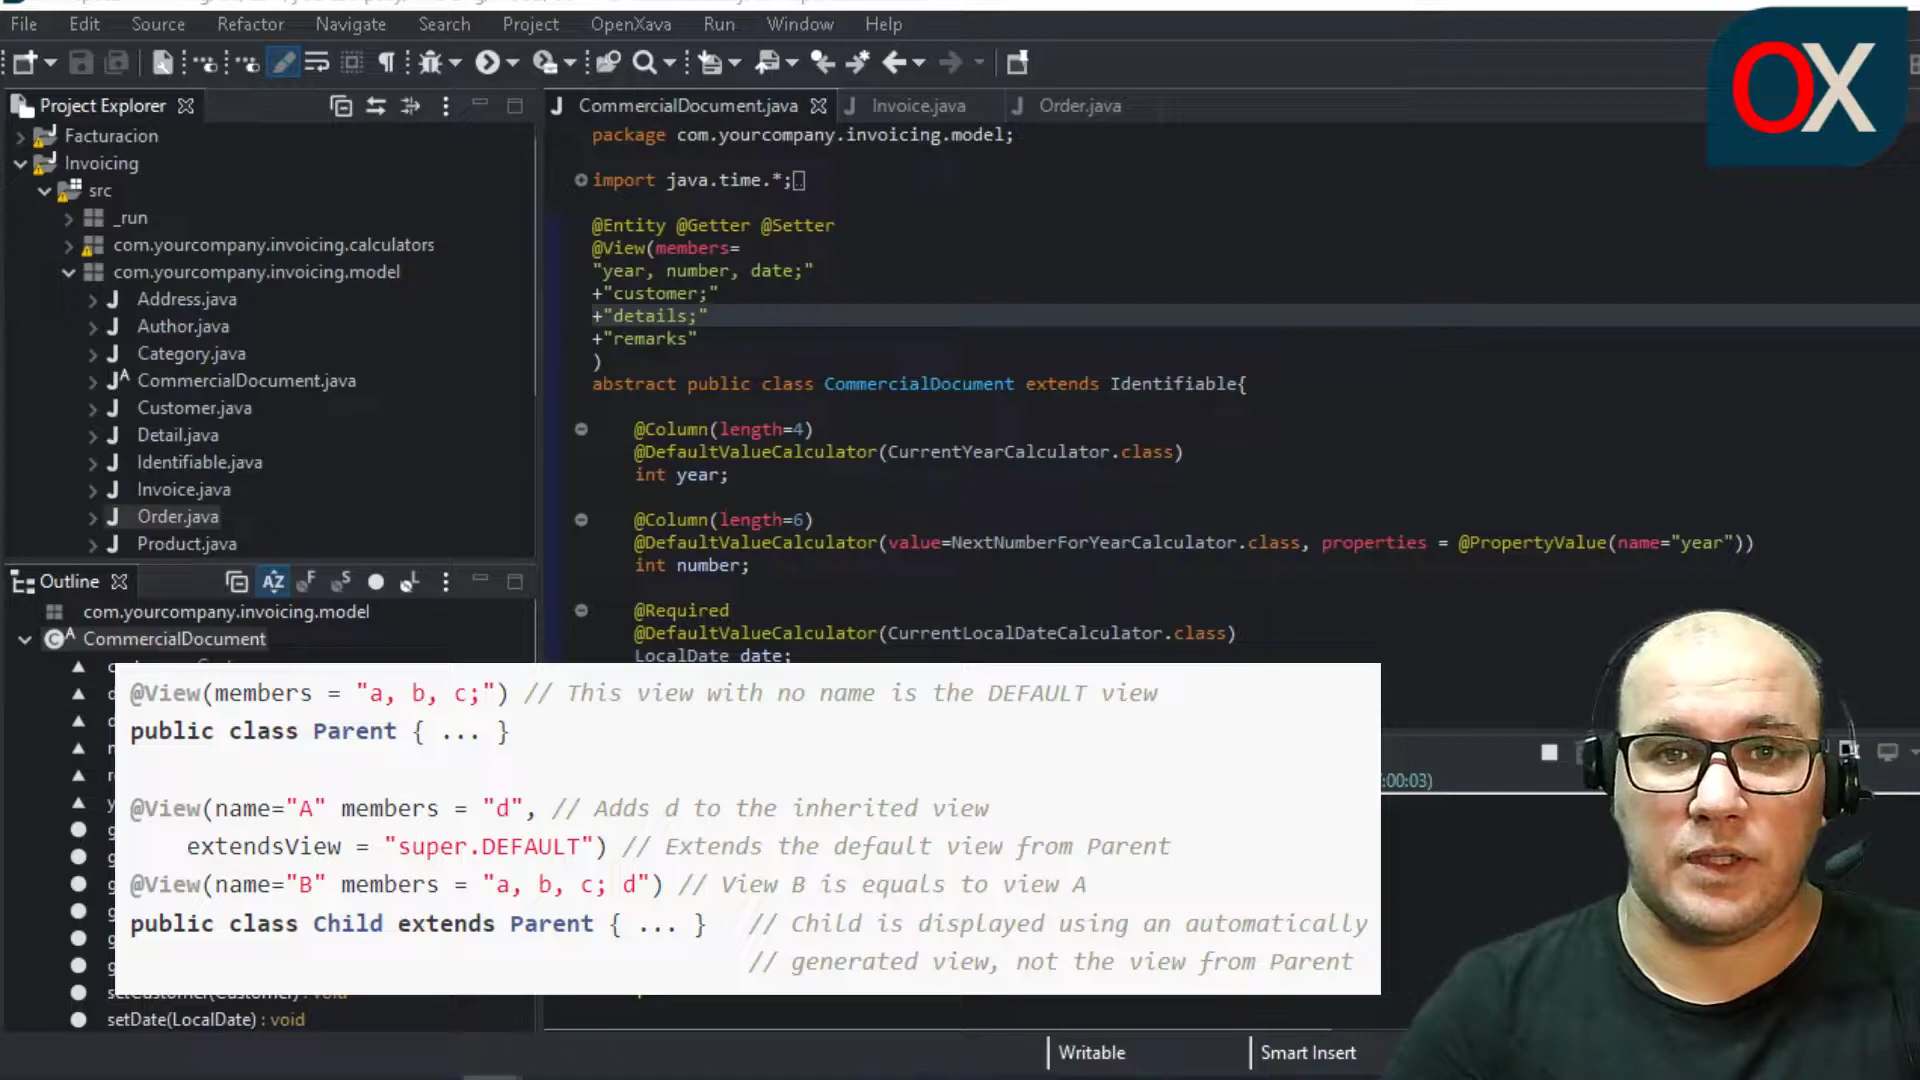 File Edit Source Refactor Navigate Search Project OpenXava Run Window Help
OX
Project Explorer
Facturacion
Invoicing
src
_run
com.yourcompany.invoicing.calculators
com.yourcompany.invoicing.model
Address.java
Author.java
Category.java
CommercialDocument.java
Customer.java
Detail.java
Identifiable.java
Invoice.java
Order.java
Product.java
Outline
com.yourcompany.invoicing.model
CommercialDocument
setDate(LocalDate) : void
CommercialDocument.java Invoice.java Order.java
package com.yourcompany.invoicing.model;
import java.time.*;
@Entity @Getter @Setter
@View(members=
"year, number, date;"
+"customer;"
+"details;"
+"remarks"
)
abstract public class CommercialDocument extends Identifiable{
@Column(length=4)
@DefaultValueCalculator(CurrentYearCalculator.class)
int year;
@Column(length=6)
@DefaultValueCalculator(value=NextNumberForYearCalculator.class, properties = @PropertyValue(name="year"))
int number;
@Required
@DefaultValueCalculator(CurrentLocalDateCalculator.class)
LocalDate date;
:00:03)
@View(members = "a, b, c;") // This view with no name is the DEFAULT view
public class Parent { ... }
@View(name="A" members = "d", // Adds d to the inherited view
extendsView = "super.DEFAULT") // Extends the default view from Parent
@View(name="B" members = "a, b, c; d") // View B is equals to view A
public class Child extends Parent { ... } // Child is displayed using an automatically
// generated view, not the view from Parent
Writable Smart Insert